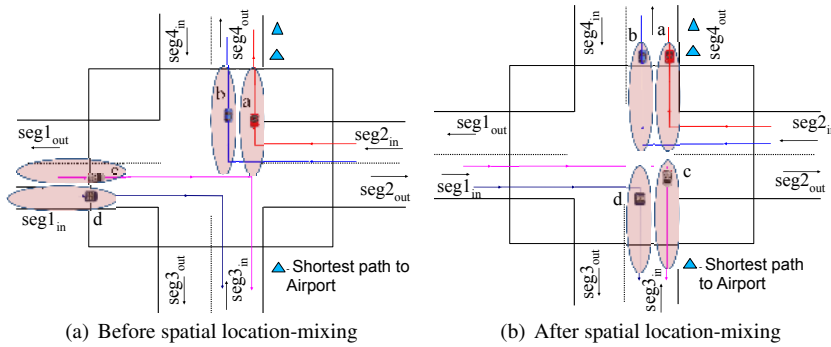 seg4in
seg4out
b
a
seg1out
seg2in
c
seg2out
seg1in
d
seg3out
seg3in
- Shortest path to
Airport
(a) Before spatial location-mixing
seg4in
b
a
seg4out
seg1out
seg2in
c
seg1in
seg2out
d
seg3out
seg3in
- Shortest path
to Airport
(b) After spatial location-mixing